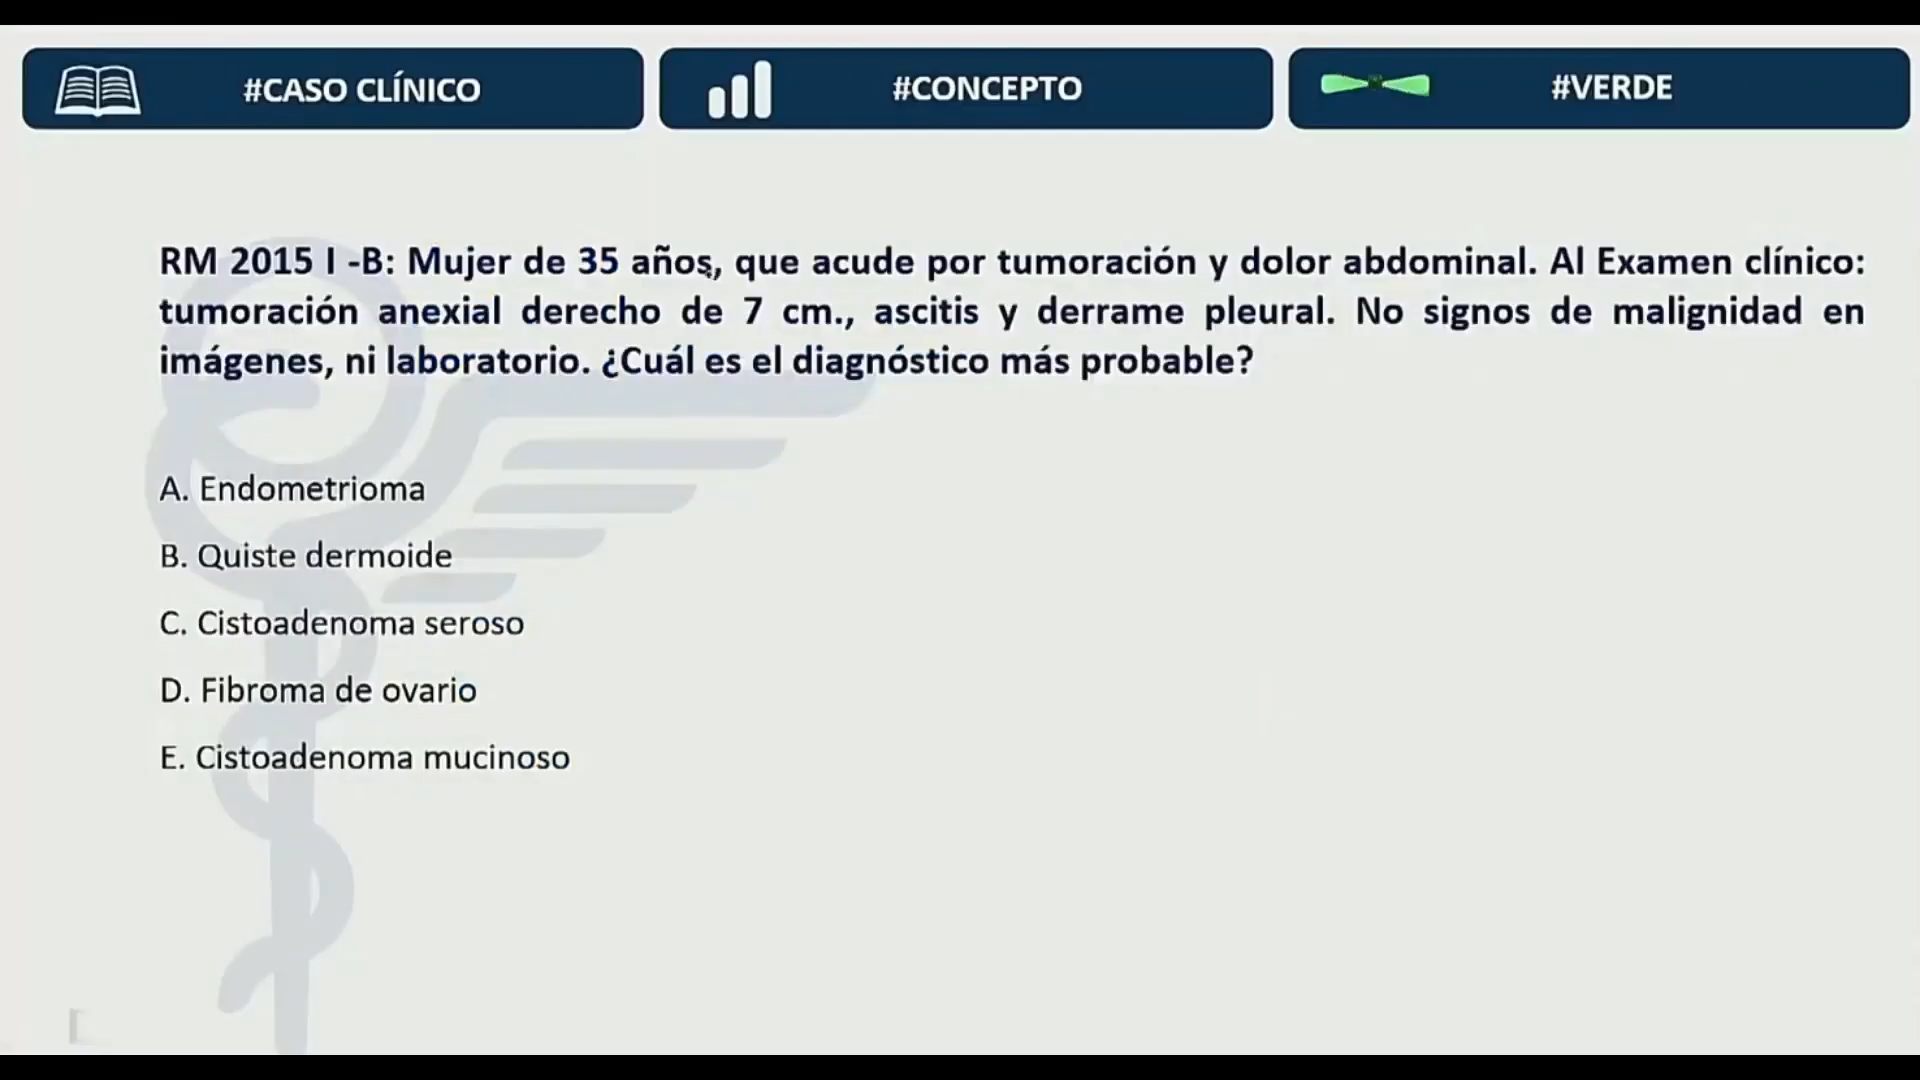 #CASO CLÍNICO
#CONCEPTO
#VERDE
RM 2015 I -B: Mujer de 35 años, que acude por tumoración y dolor abdominal. Al Examen clínico:
tumoración anexial derecho de 7 cm., ascitis y derrame pleural. No signos de malignidad en
imágenes, ni laboratorio. ¿Cuál es el diagnóstico más probable?
A. Endometrioma
B. Quiste dermoide
C. Cistoadenoma seroso
D. Fibroma de ovario
E. Cistoadenoma mucinoso